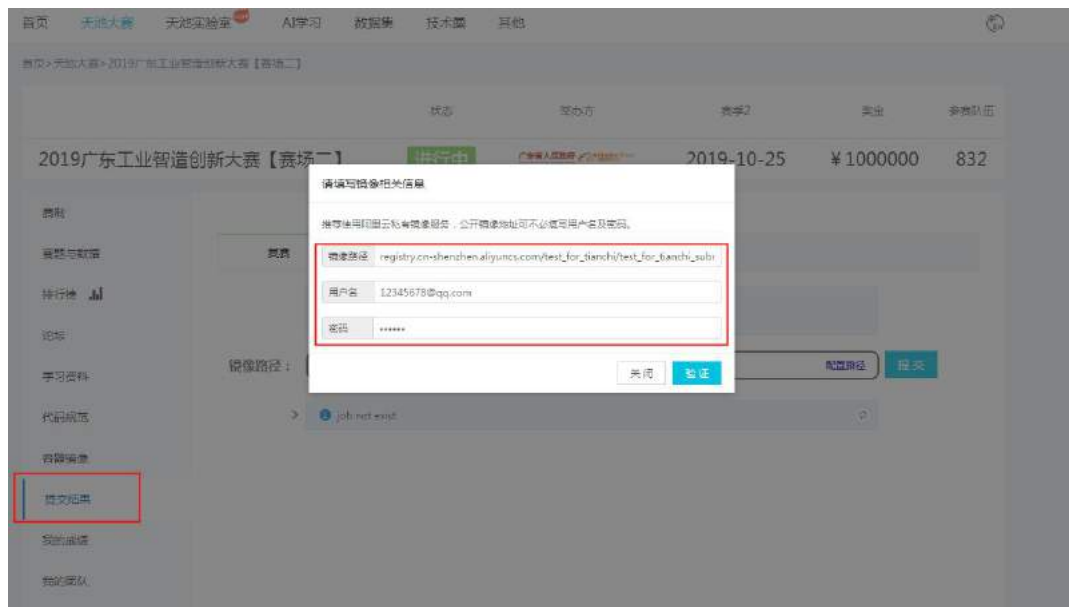 首页 天池大赛 天池实验室 AI学习 数据集 技术圈 其他
首页>天池大赛>2019广东工业智造创新大赛【赛场二】
状态 举办方 赛季2 奖金 参赛队伍
2019广东工业智造创新大赛【赛场二】 进行中 广东省人民政府 2019-10-25 ￥1000000 832
请填写镜像相关信息
推荐使用阿里云私有镜像服务，公开镜像地址可不必填写用户名及密码。
镜像路径 registry.cn-shenzhen.aliyuncs.com/test_for_tianchi/test_for_tianchi_subr
用户名 12345678@qq.com
密码 ••••••
关闭 验证
赛制
赛题与数据 复赛
排行榜
论坛
学习资料 镜像路径： 配置路径 提交
代码规范 job not exist
容器镜像
提交结果
我的成绩
我的团队